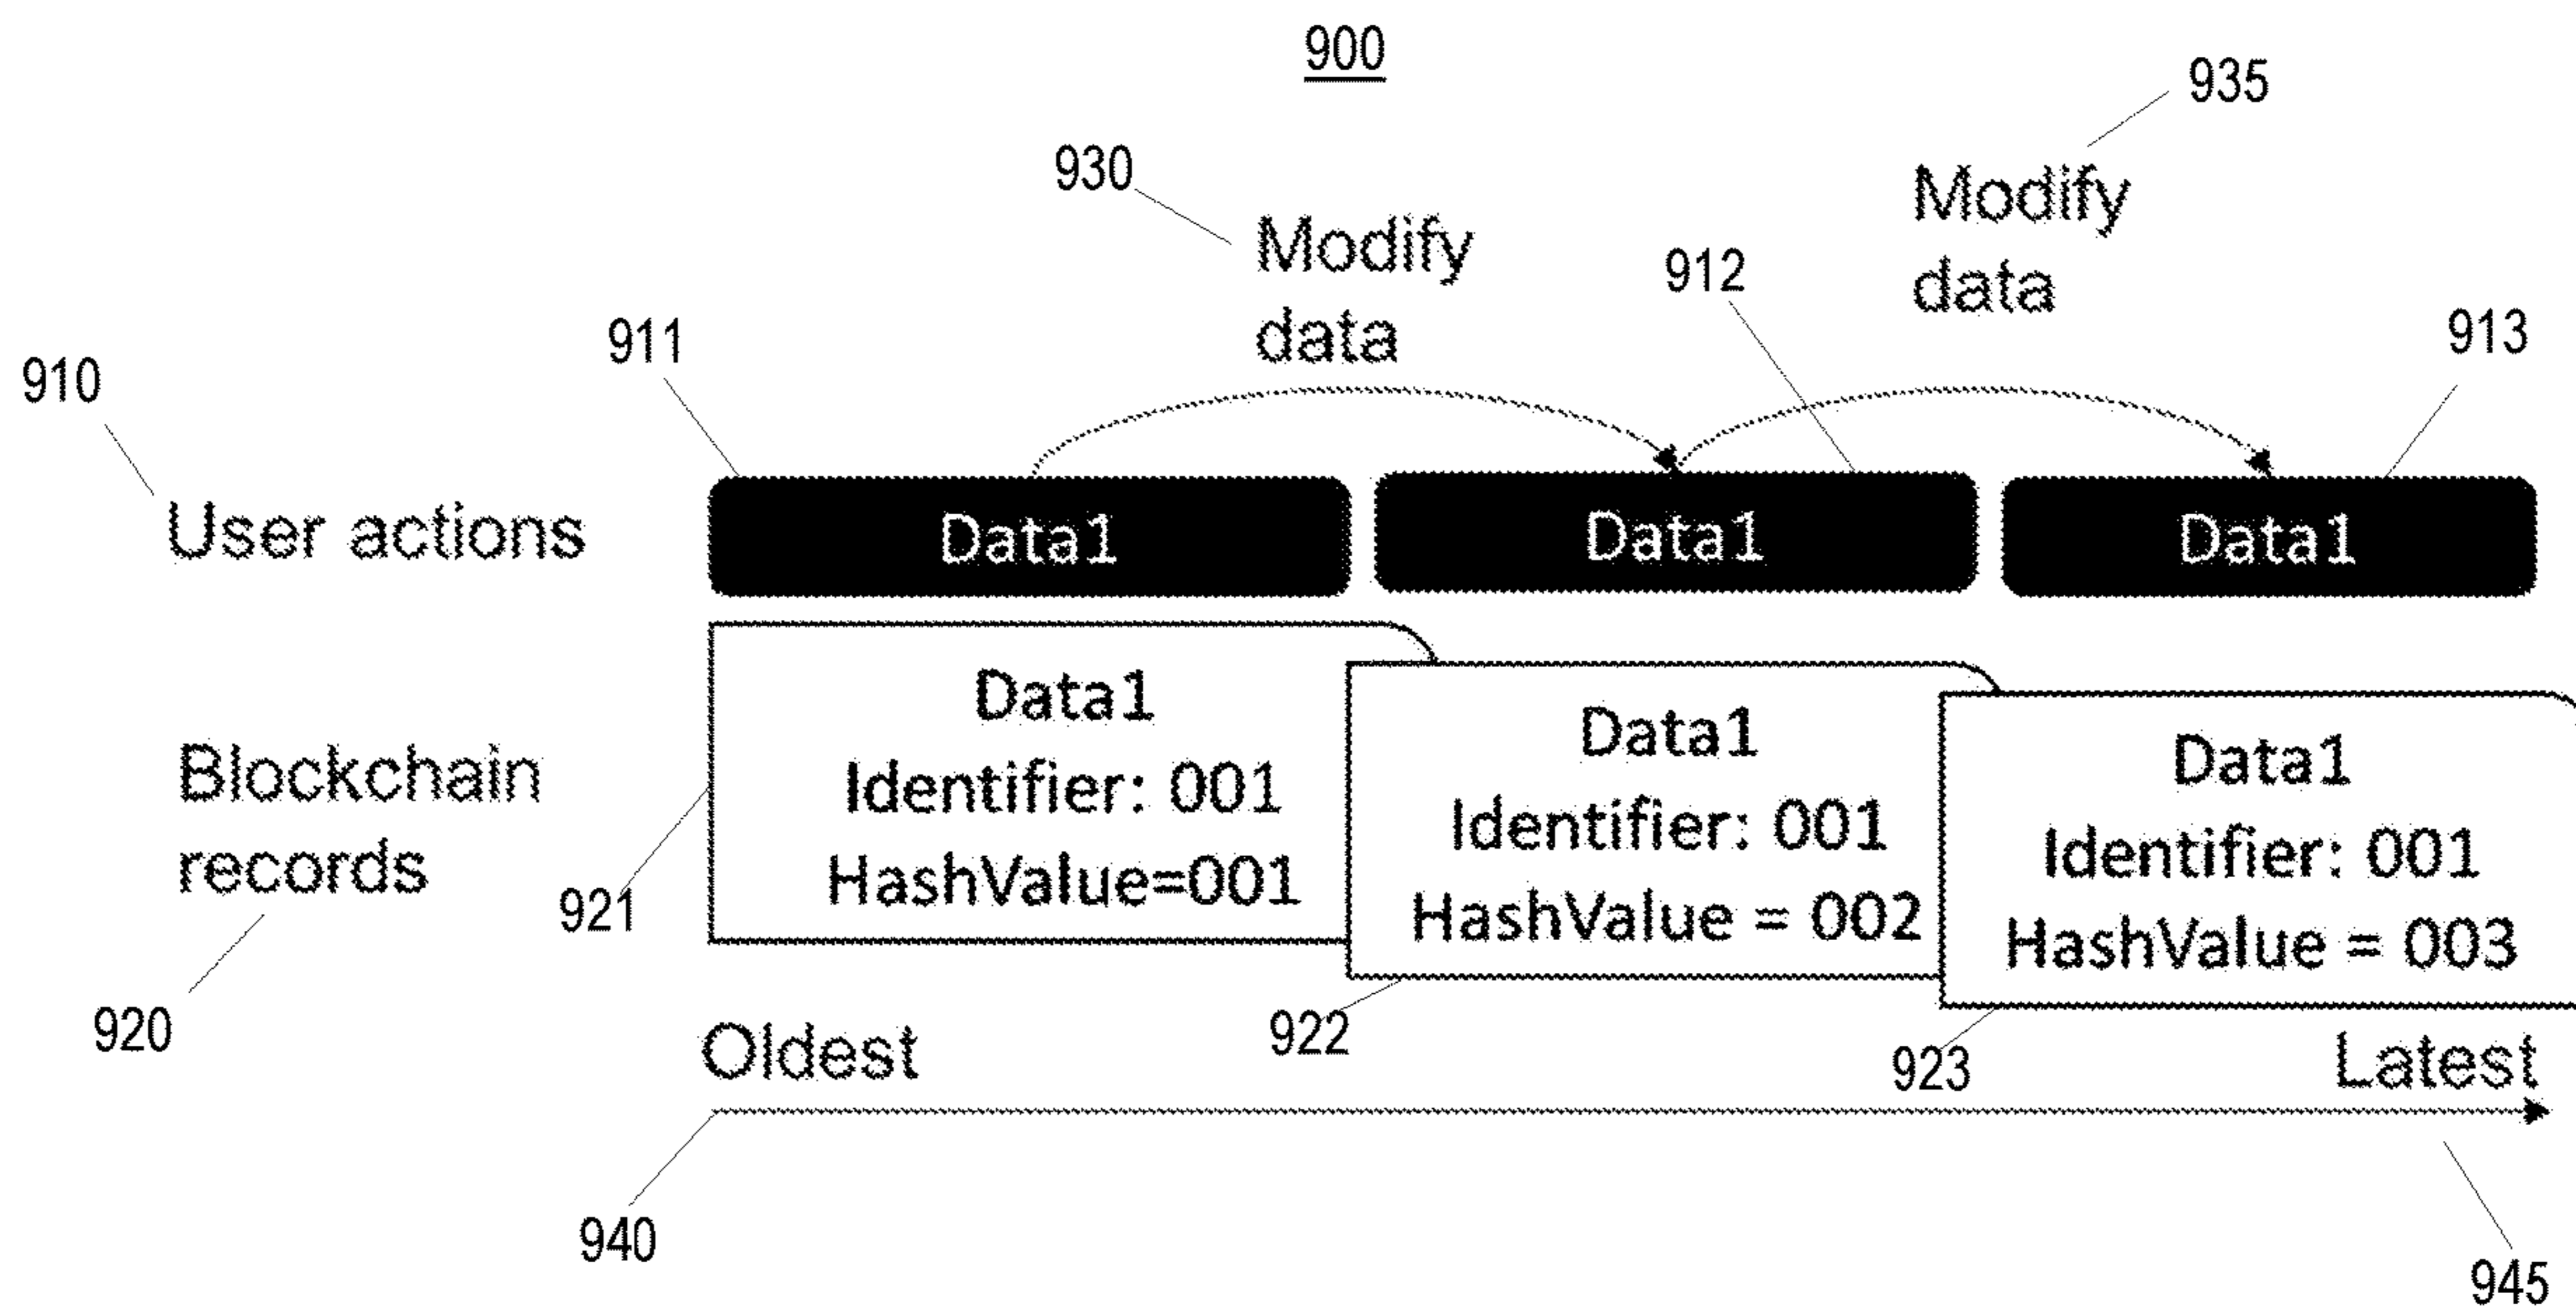 900
935
930
Modify
data
Modify
data
912
911
913
910
User actions
Data1
Data1
Data1
Blockchain
records
Data1
Identifier: 001
HashValue=001
Data1
Identifier: 001
HashValue = 002
Data1
Identifier: 001
HashValue = 003
921
920
922
923
Oldest
Latest
940
945